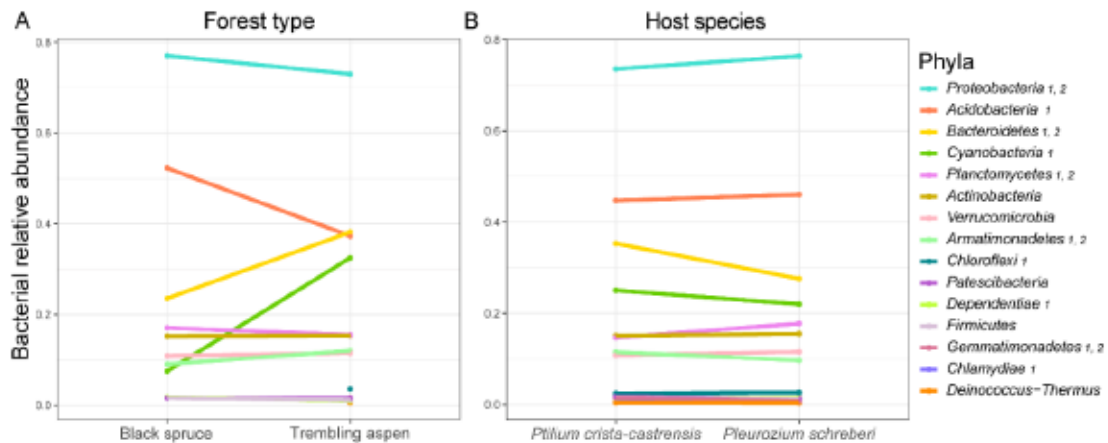 A Forest type
B Host species
Bacterial relative abundance
0.8
0.6
0.4
0.2
0.0
Black spruce Trembling aspen
0.8
0.6
0.4
0.2
0.0
Ptilium crista-castrensis Pleurozium schreberi
Phyla
Proteobacteria 1, 2
Acidobacteria 1
Bacteroidetes 1, 2
Cyanobacteria 1
Planctomycetes 1, 2
Actinobacteria
Verrucomicrobia
Armatimonadetes 1, 2
Chloroflexi 1
Patescibacteria
Dependentiae 1
Firmicutes
Gemmatimonadetes 1, 2
Chlamydiae 1
Deinococcus-Thermus